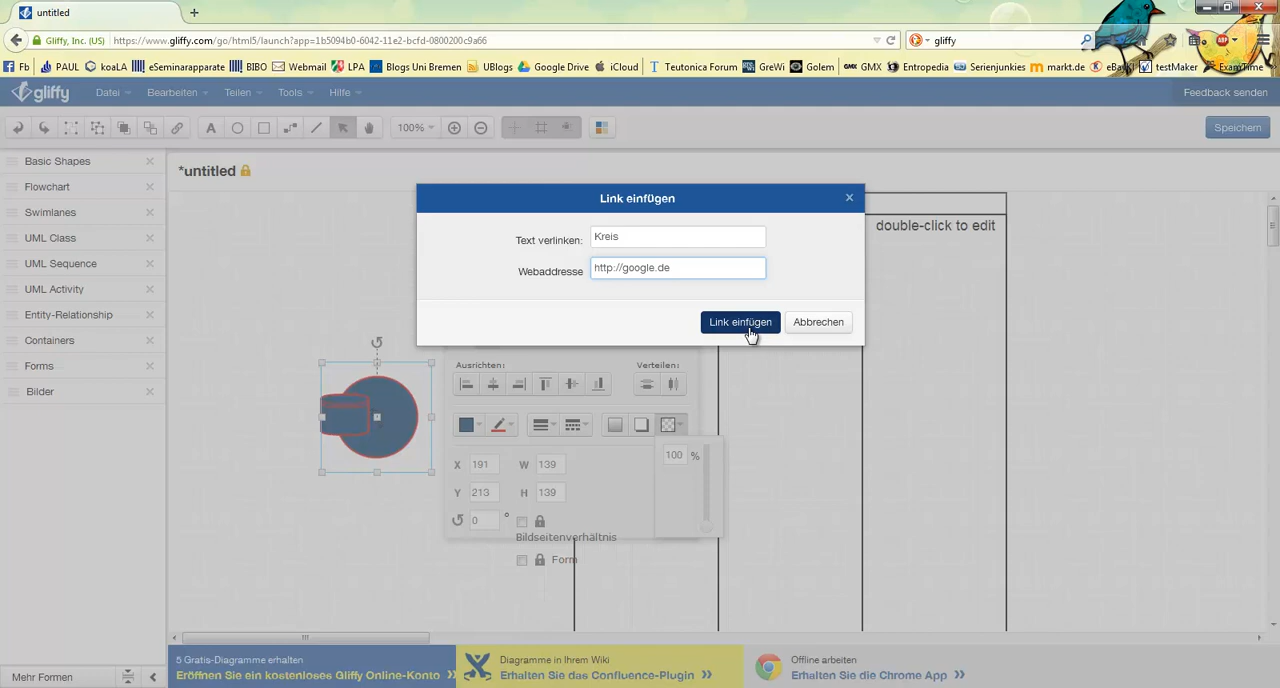 untitled
Gliffy, Inc. (US)
https://www.gliffy.com/go/html5/launch?app=1b5094b0-6042-11e2-bcfd-0800200c9a66
gliffy
Fb
PAUL
koaLA
eSeminarapparate
BIBO
Webmail
LPA
Blogs Uni
UBlogs
Google Drive
iCloud
Teutonica Forum
GreWi
Golem
GMX
Entropedia
Serienjunkies
markt.de
testMaker
ExamTime
gliffy
Datei
Bearbeiten
Teilen
Tools
Hilfe
Feedback senden
A
100%
Speichern
Basic Shapes
Flowchart
Swimlanes
UML Class
UML Sequence
UML Activity
Entity-Relationship
Containers
Forms
Bilder
Mehr Formen
*untitled
double-click to edit
Link einfügen
Text verlinken: Kreis
Webaddresse http://google.de
Link einfügen
Abbrechen
Ausrichten:
Verteilen:
X 191 W 139
Y 213 H 139
0 °
Bildseitenverhältnis
Form
100 %
5 Gratis-Diagramme erhalten
Eröffnen Sie ein kostenloses Gliffy Online-Konto »
Diagramme in Ihrem Wiki
Erhalten Sie das Confluence-Plugin »
Offline arbeiten
Erhalten Sie die Chrome App »